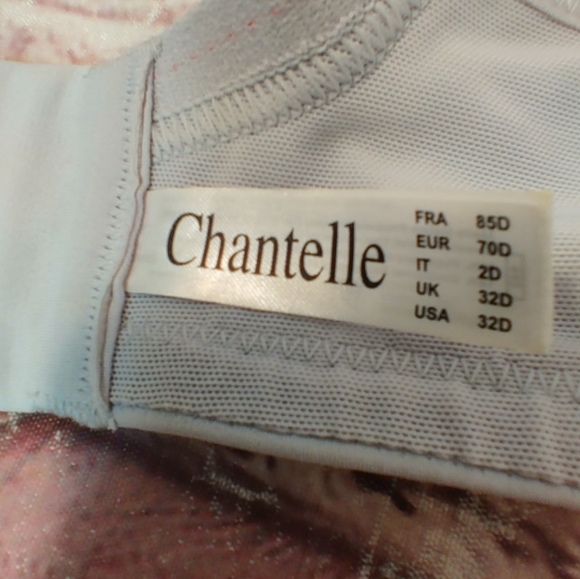 Chantelle
FRA 85D
EUR 70D
IT 2D
UK 32D
USA 32D